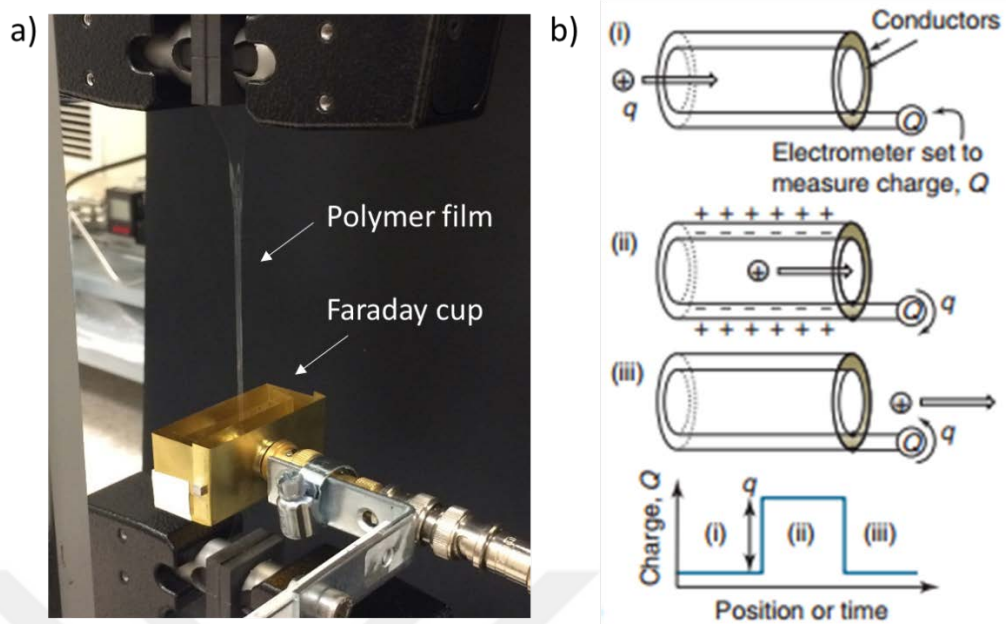 a)
Polymer film
Faraday cup
b)
(i)
Conductors
+
q
Q
Electrometer set to
measure charge, Q
(ii)
+ + + + + +
– – – – – –
+
– – – – –
Q
q
+ + + + + +
(iii)
+
Q
q
Charge, Q
q
(i)
(ii)
(iii)
Position or time